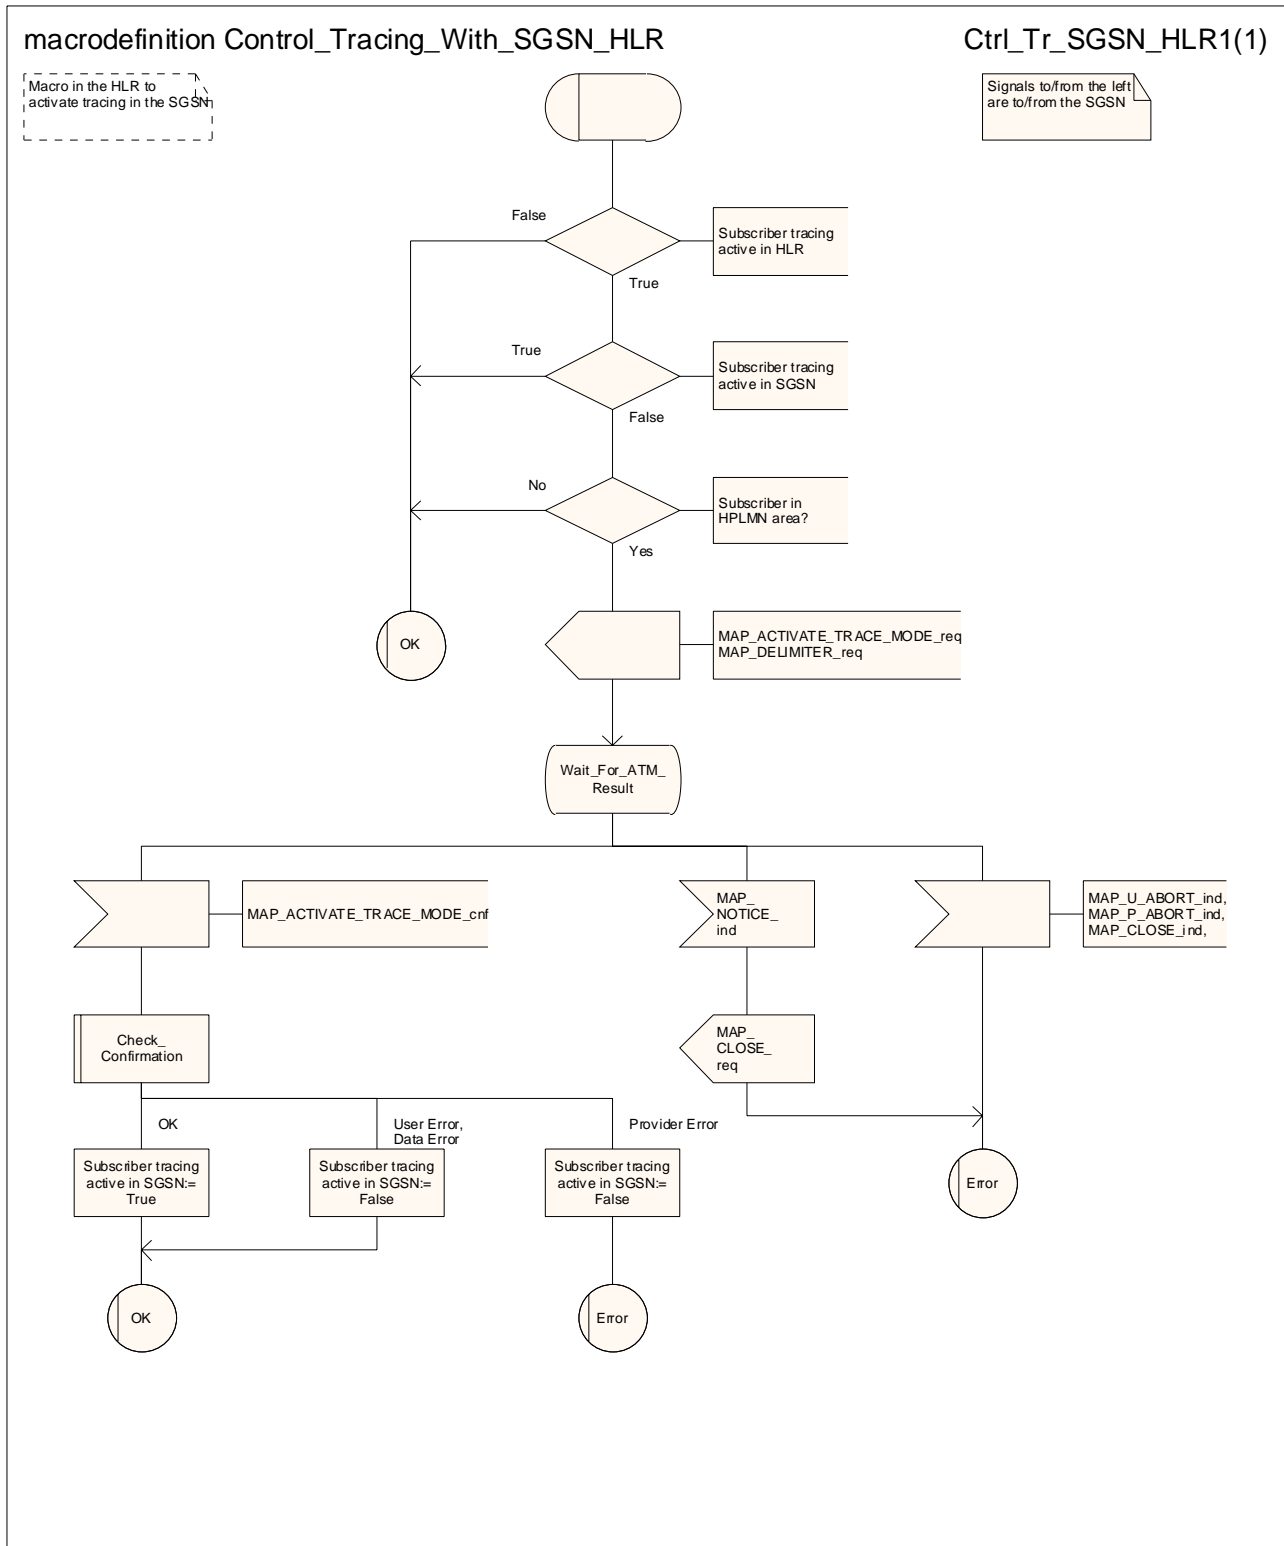 macrodefinition Control_Tracing_With_SGSN_HLR
Ctrl_Tr_SGSN_HLR1(1)
Macro in the HLR to
activate tracing in the SGSN
Signals to/from the left
are to/from the SGSN
False
Subscriber tracing
active in HLR
True
True
Subscriber tracing
active in SGSN
False
No
Subscriber in
HPLMN area?
Yes
OK
MAP_ACTIVATE_TRACE_MODE_req
MAP_DELIMITER_req
Wait_For_ATM_
Result
MAP_ACTIVATE_TRACE_MODE_cnf
MAP_
NOTICE_
ind
MAP_U_ABORT_ind,
MAP_P_ABORT_ind,
MAP_CLOSE_ind,
Check_
Confirmation
MAP_
CLOSE_
req
OK
User Error,
Data Error
Provider Error
Subscriber tracing
active in SGSN:=
True
Subscriber tracing
active in SGSN:=
False
Subscriber tracing
active in SGSN:=
False
Error
OK
Error